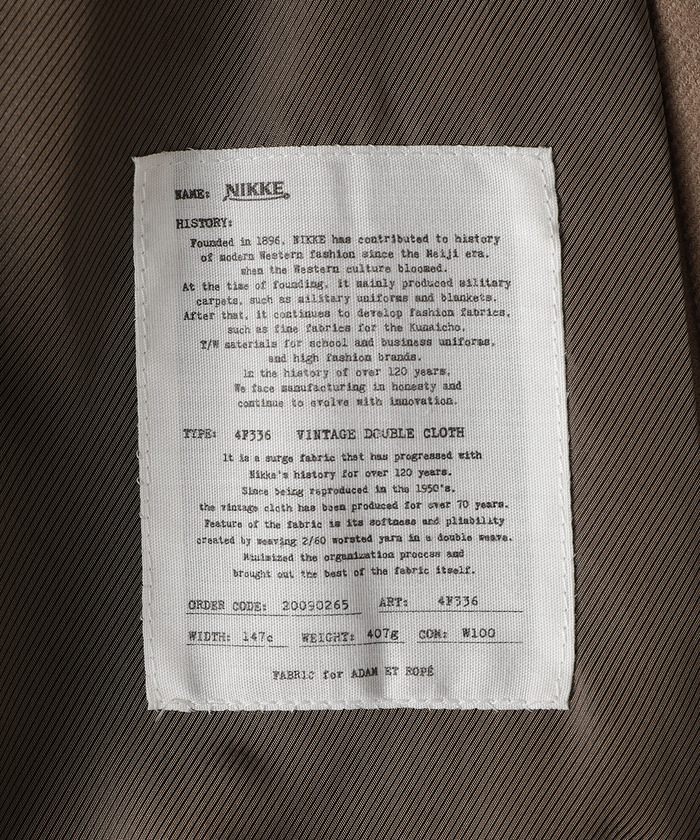 NAME: NIKKE
HISTORY:
Founded in 1896, NIKKE has contributed to history
of modern Western fashion since the Meiji era.
when the Western culture bloomed.
At the time of founding, it mainly produced military
carpets, such as military uniforms and blankets.
After that, it continues to develop fashion fabrics,
such as fine fabrics for the Kunaicho.
T/W materials for school and business uniforms,
and high fashion brands.
In the history of over 120 years,
We face manufacturing in honesty and
continue to evolve with innovation.
TYPE: 4F336 VINTAGE DOUBLE CLOTH
It is a surge fabric that has progressed with
Nikke's history for over 120 years.
Since being reproduced in the 1950's,
the vintage cloth has been produced for over 70 years.
Feature of the fabric is its softness and pliability
created by weaving 2/60 worsted yarn in a double weave.
Minimized the organization process and
brought out the best of the fabric itself.
ORDER CODE: 20090265 ART: 4F336
WIDTH: 147c WEIGHT: 407g COM: W100
FABRIC for ADAM ET ROPÉ